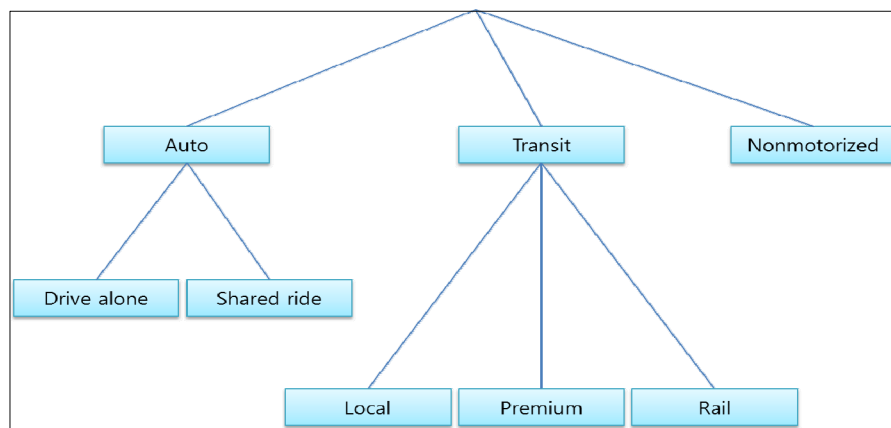 Auto
Transit
Nonmotorized
Drive alone
Shared ride
Local
Premium
Rail